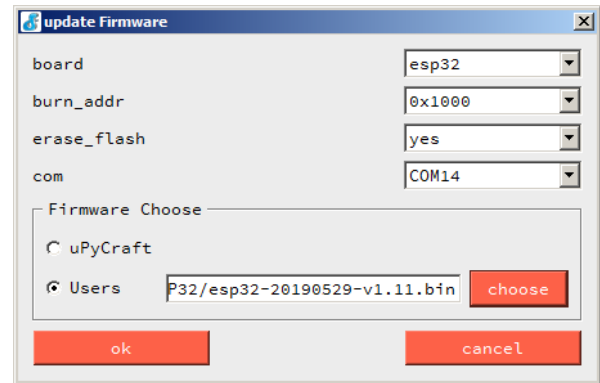 update Firmware
board esp32
burn_addr 0x1000
erase_flash yes
com COM14
Firmware Choose
uPyCraft
Users P32/esp32-20190529-v1.11.bin choose
ok cancel